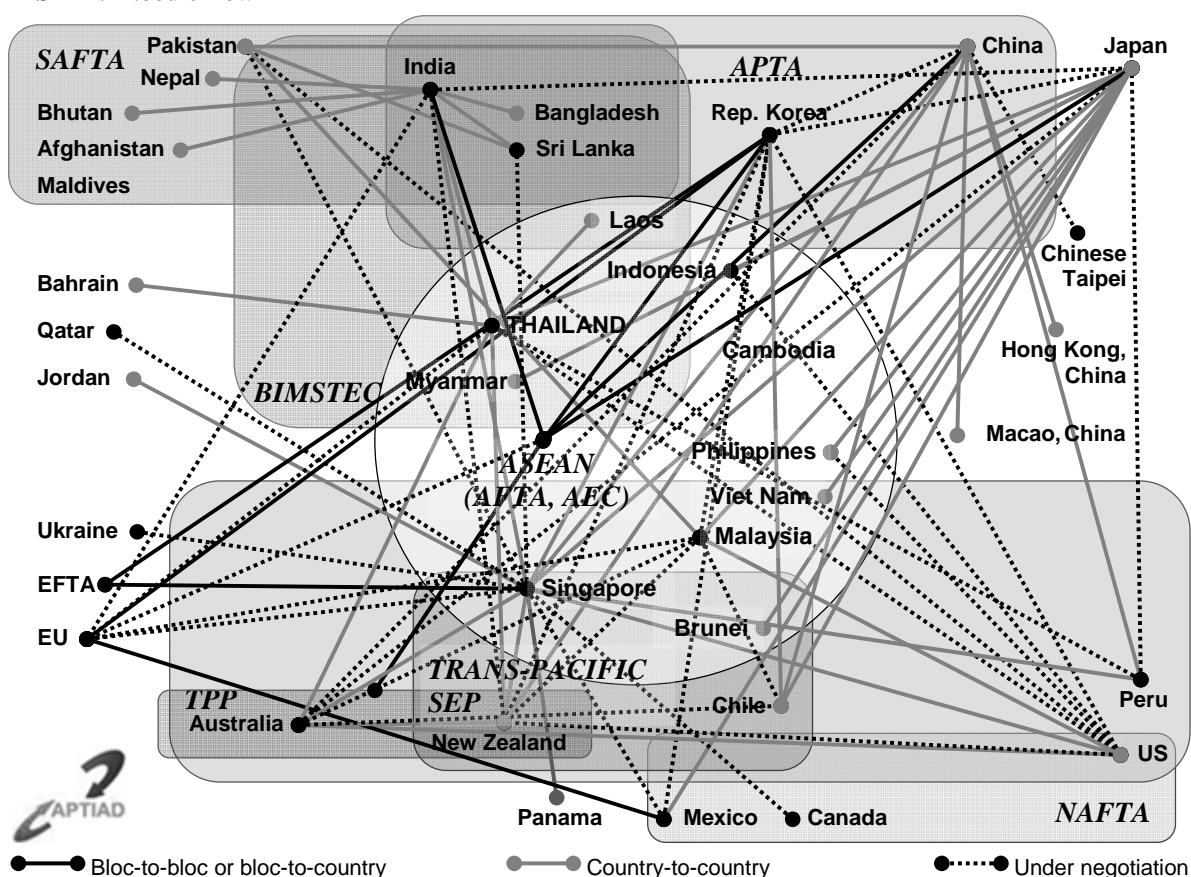 Pakistan
China
Japan
SAFTA
Nepal
India
APTA
Bhutan
Bangladesh
Rep. Korea
Afghanistan
Sri Lanka
Maldives
Laos
Chinese
Taipei
Indonesia
Bahrain
Qatar
THAILAND
Cambodia
Hong Kong,
China
Jordan
BIMSTEC
Myanmar
Macao, China
ASEAN
(AFTA, AEC)
Philippines
Viet Nam
Ukraine
Malaysia
EFTA
Singapore
EU
Brunei
TRANS-PACIFIC
SEP
TPP
Australia
Chile
Peru
New Zealand
US
APTIAD
Panama
Mexico
Canada
NAFTA
Bloc-to-bloc or bloc-to-country
Country-to-country
Under negotiation